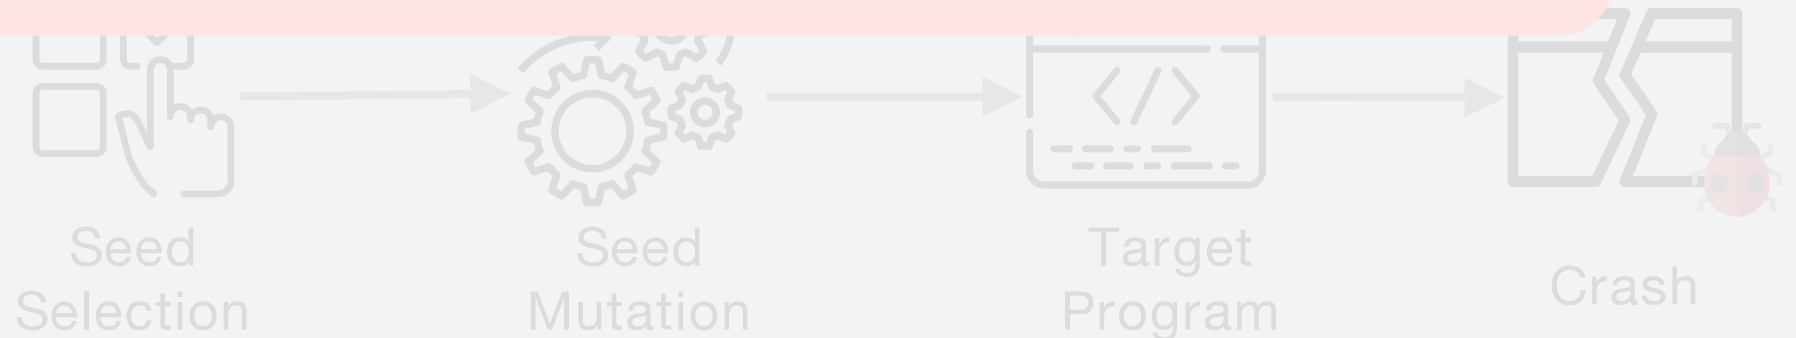 Seed
Selection
Seed
Mutation
Target
Program
Crash